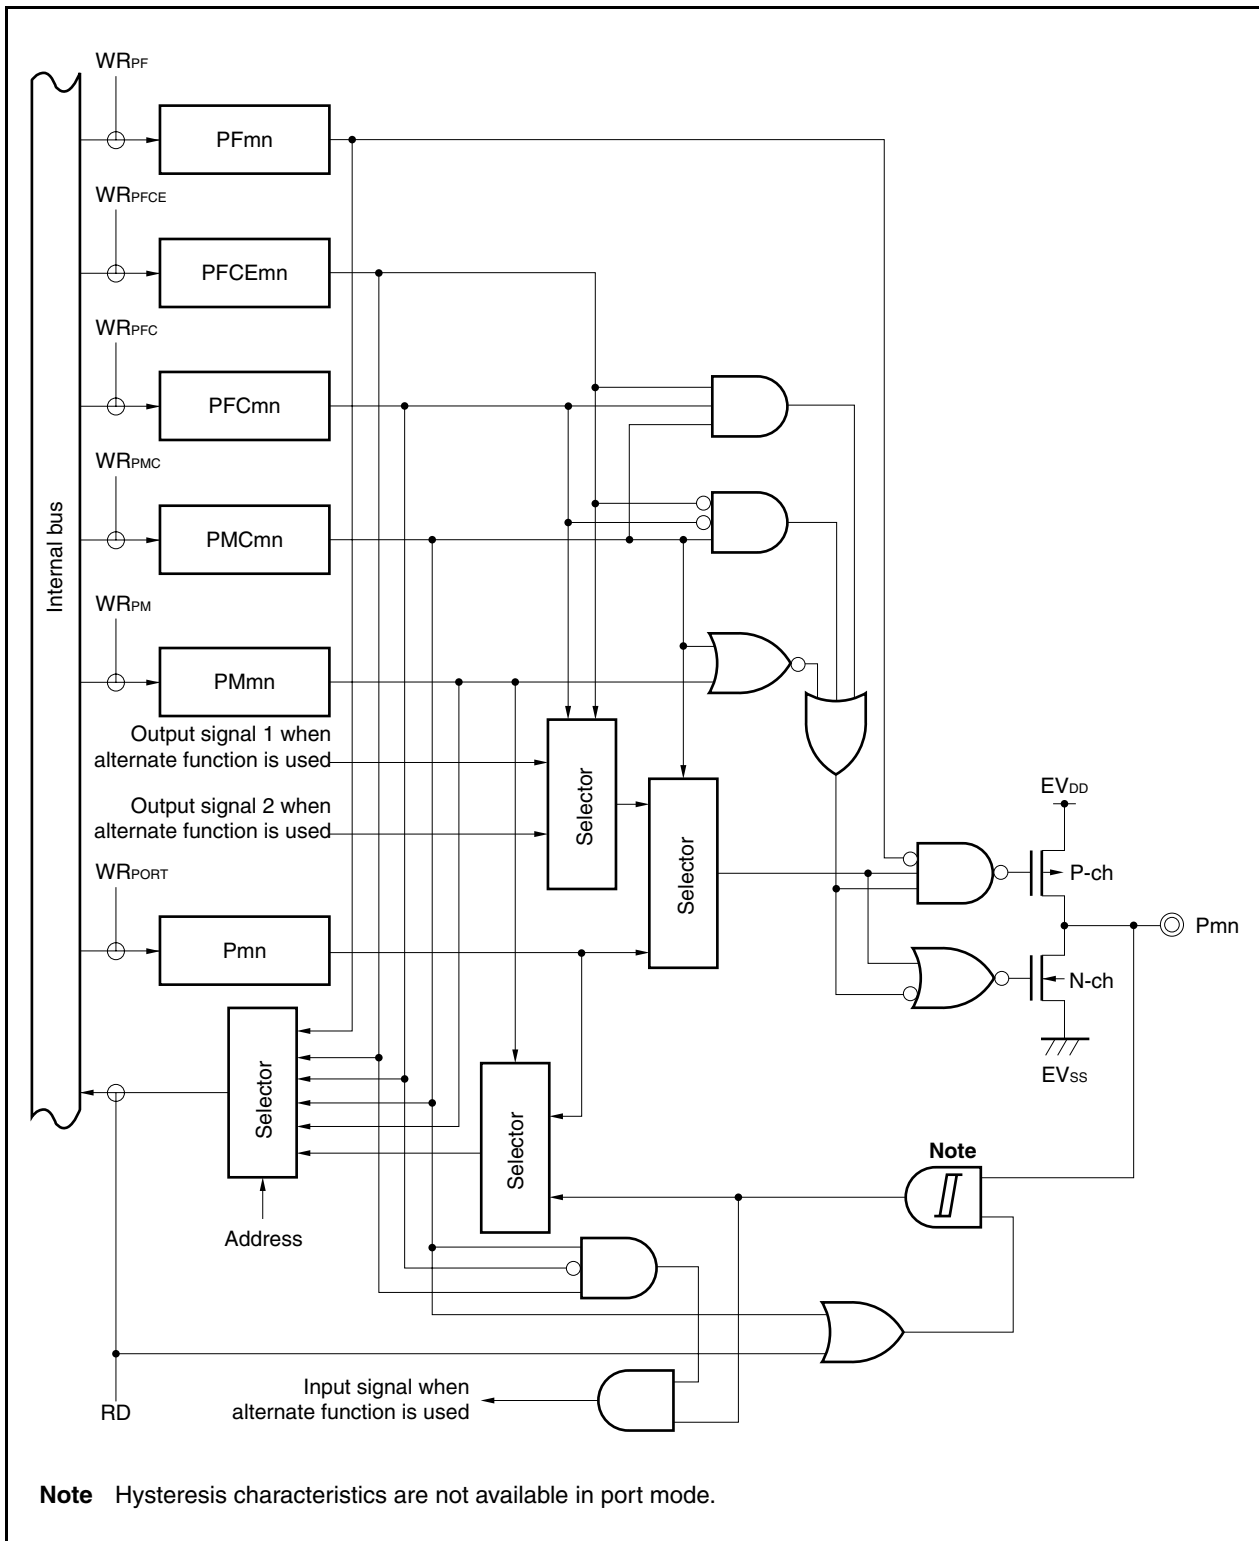 WRPF
PFmn
WRPFCE
PFCEmn
WRPFC
PFCmn
WRPMC
Internal bus
PMCmn
WRPM
PMmn
Output signal 1 when
alternate function is used
Selector
Output signal 2 when
alternate function is used
Selector
EVDD
P-ch
WRPORT
Pmn
Pmn
N-ch
EVSS
Selector
Selector
Note
Address
Input signal when
alternate function is used
RD
Note Hysteresis characteristics are not available in port mode.